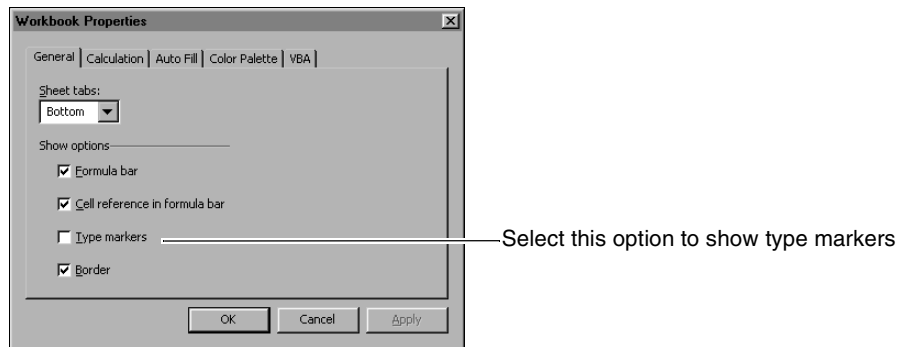 Workbook Properties
General Calculation Auto Fill Color Palette VBA
Sheet tabs:
Bottom
Show options
Formula bar
Cell reference in formula bar
Type markers
Select this option to show type markers
Border
OK Cancel Apply